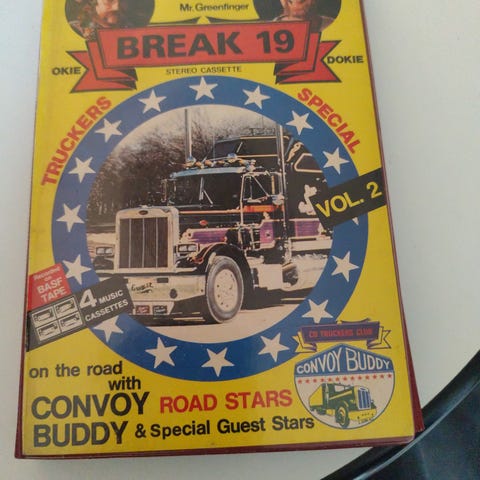 Mr. Greenfinger
BREAK 19
OKIE
DOKIE
STEREO CASSETTE
TRUCKERS
SPECIAL
VOL. 2
Recorded
on
BASF
TAPE
4 MUSIC
CASSETTES
CB TRUCKERS CLUB
CONVOY BUDDY
on the road
with
CONVOY ROAD STARS
BUDDY & Special Guest Stars